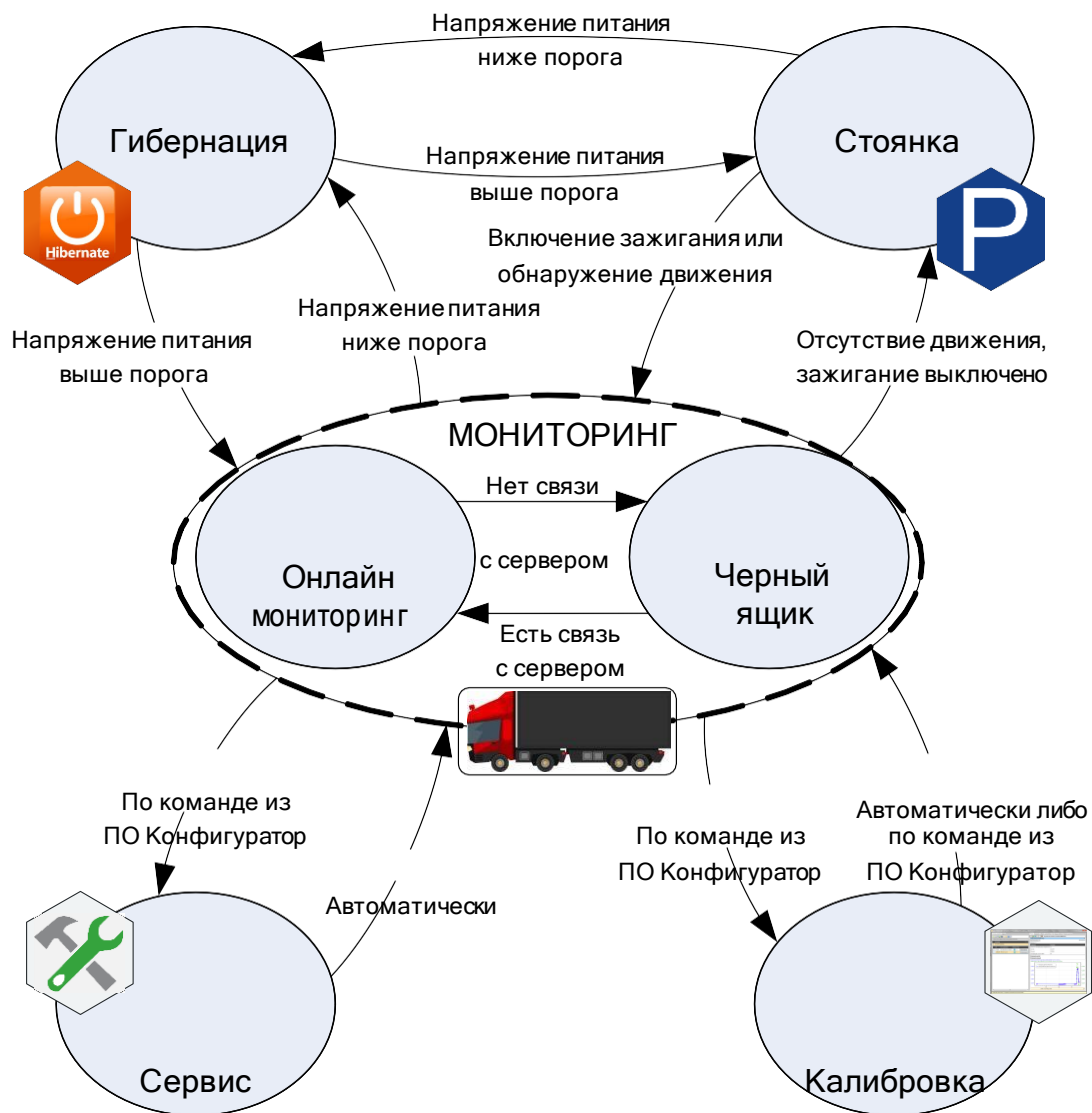 Напряжение питания
ниже порога
Гибернация
Стоянка
Напряжение питания
выше порога
Hibernate
P
Включение зажигания или
обнаружение движения
Напряжение питания
ниже порога
Напряжение питания
выше порога
Отсутствие движения,
зажигание выключено
МОНИТОРИНГ
Нет связи
с сервером
Онлайн
мониторинг
Черный
ящик
Есть связь
с сервером
По команде из
ПО Конфигуратор
По команде из
ПО Конфигуратор
Автоматически либо
по команде из
ПО Конфигуратор
Автоматически
Сервис
Калибровка